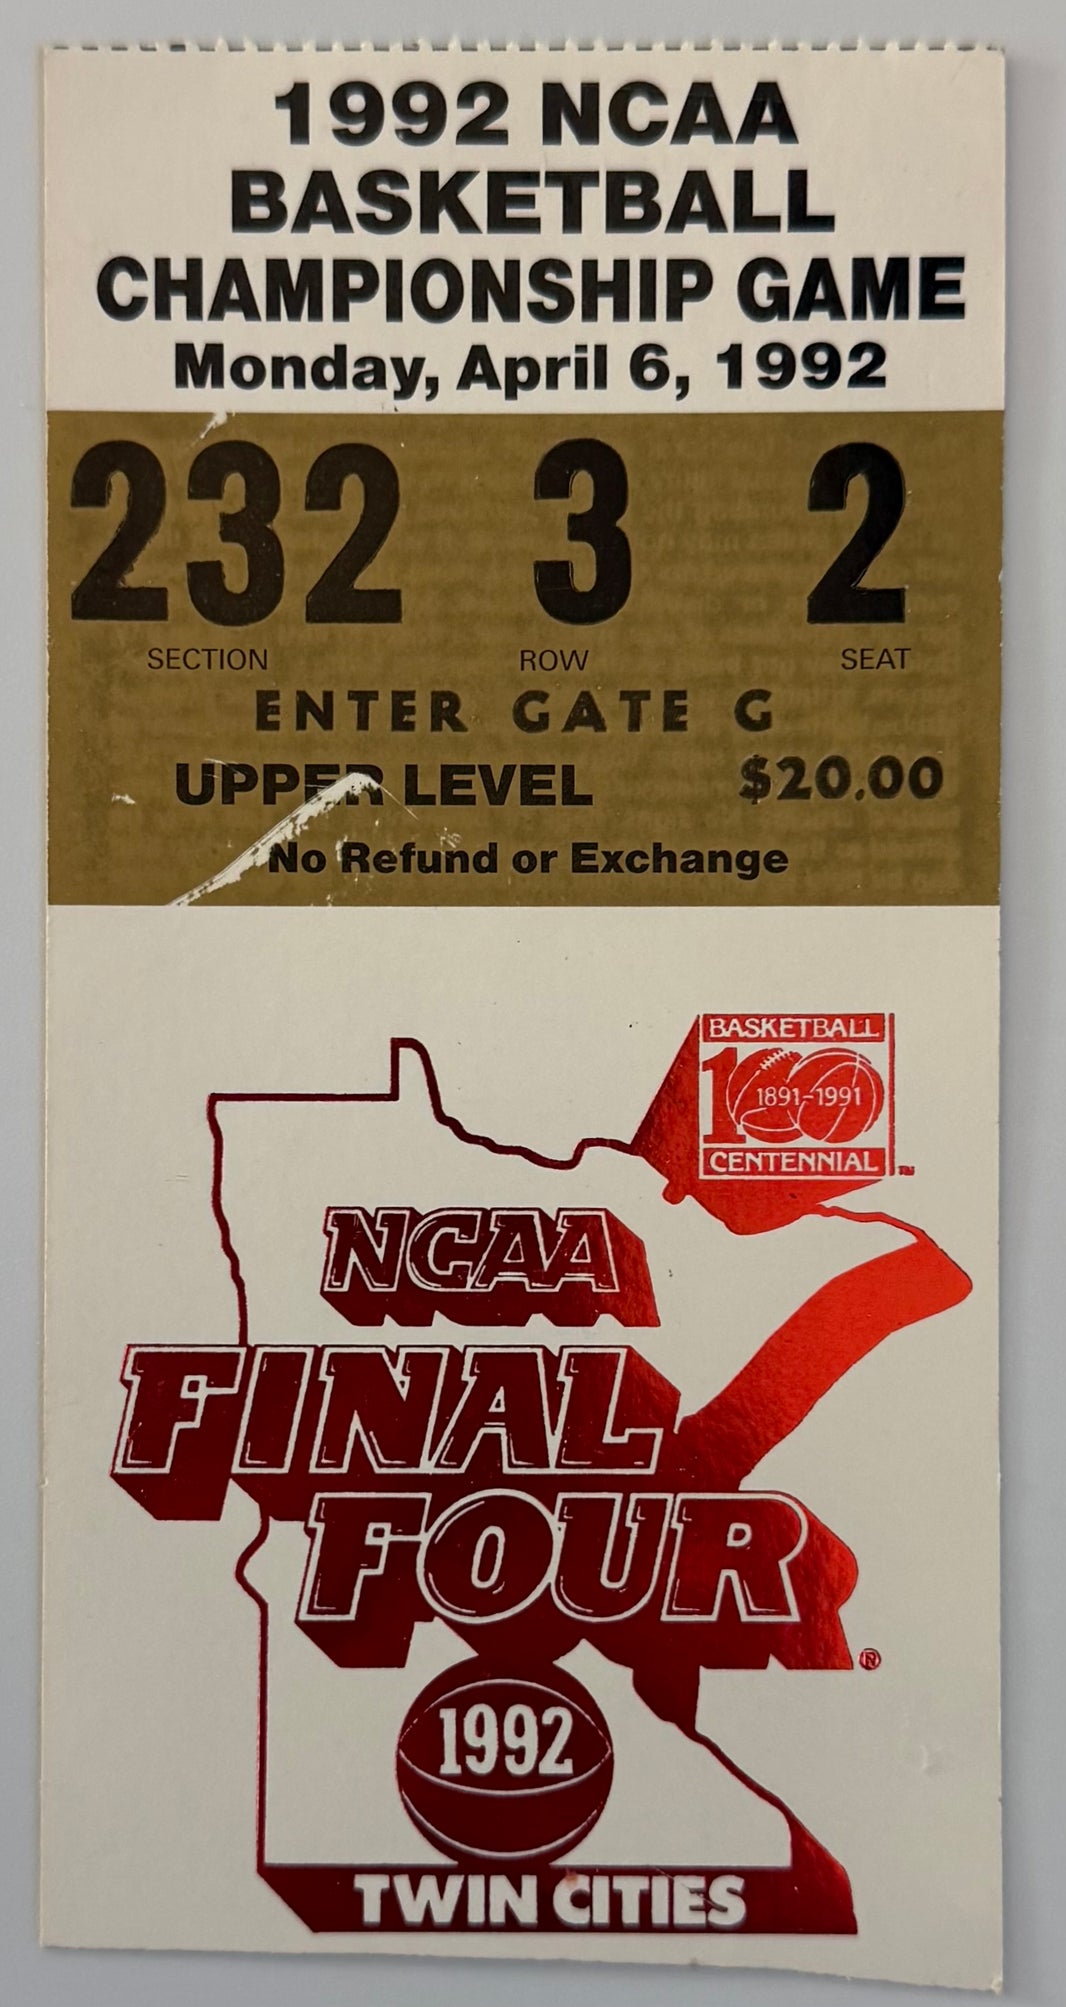 1992 NCAA
BASKETBALL
CHAMPIONSHIP GAME
Monday, April 6, 1992
232 3 2
SECTION ROW SEAT
ENTER GATE G
UPPER LEVEL $20.00
No Refund or Exchange
BASKETBALL
100
1891-1991
CENTENNIAL TM
NCAA
FINAL
FOUR ®
1992
TWIN CITIES